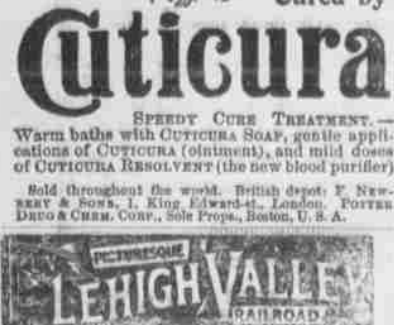 Cured by
Cuticura
SPEEDY CURE TREATMENT.—
Warm baths with CUTICURA SOAP, gentle appli-
cations of CUTICURA (ointment), and mild doses
of CUTICURA RESOLVENT (the new blood purifier)
Sold throughout the world. British depot: F. NEW-
BERY & SONS, 1, King Edward-st., London. POTTER
DRUG & CHEM. CORP., Sole Props., Boston, U. S. A.
PICTURESQUE
LEHIGH VALLEY
RAILROAD